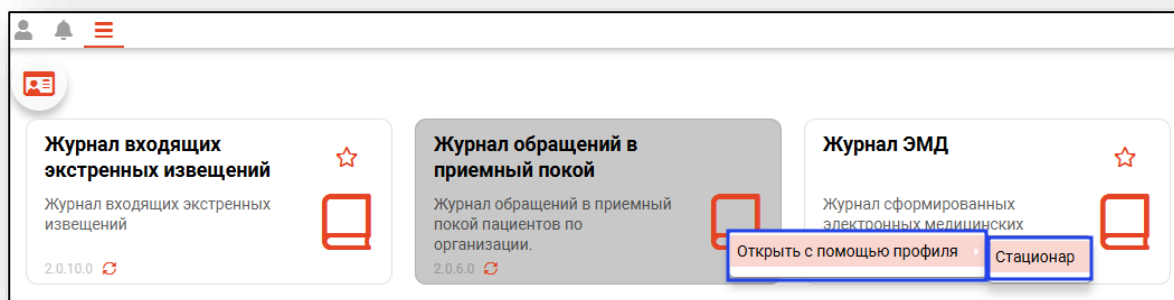 Журнал входящих
экстренных извещений
Журнал входящих экстренных
извещений
2.0.10.0
Журнал обращений в
приемный покой
Журнал обращений в приемный
покой пациентов по
организации.
2.0.6.0
Журнал ЭМД
Журнал сформированных
электронных медицинских
Открыть с помощью профиля
Стационар